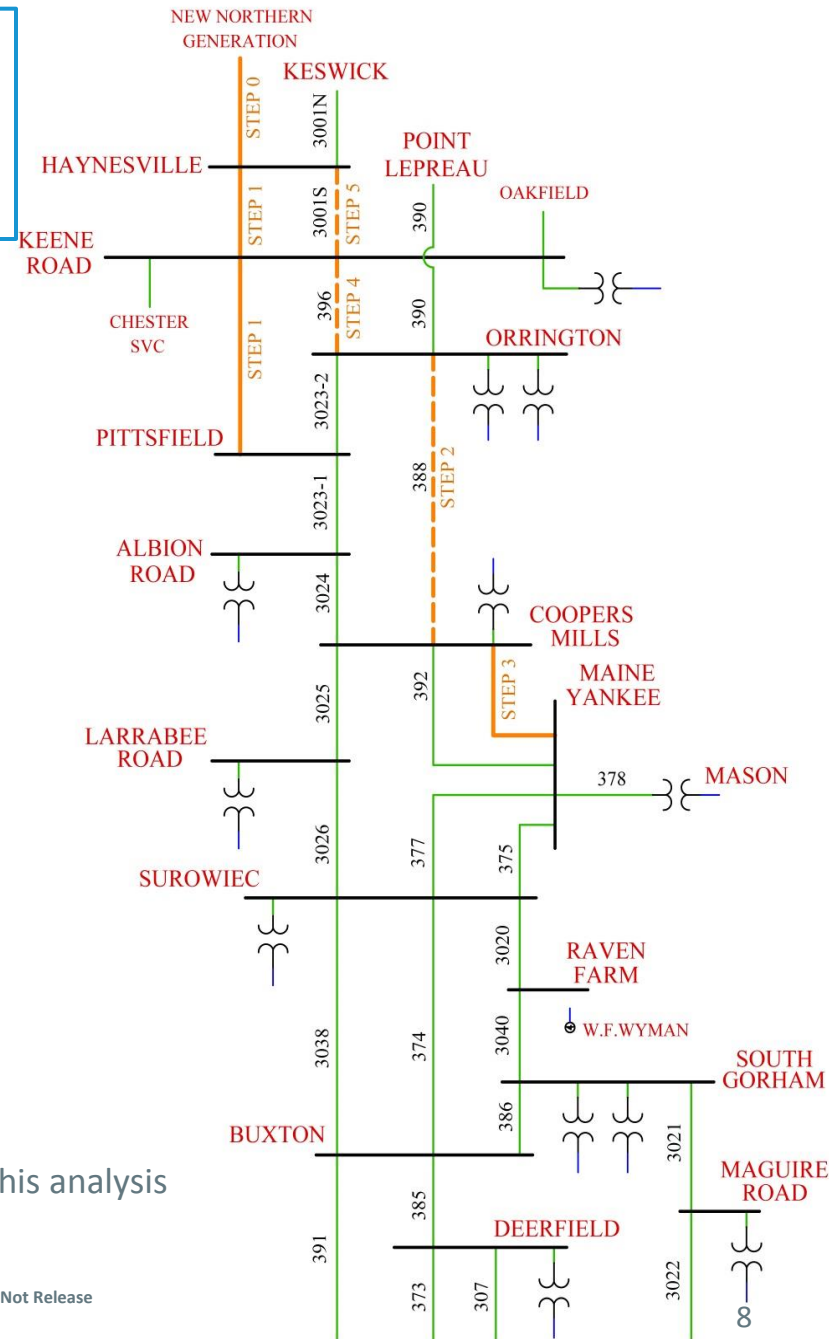 NEW NORTHERN
GENERATION
KESWICK
STEP 0
3001N
POINT
LEPREAU
HAYNESVILLE
OAKFIELD
STEP 1
3001S
STEP 5
390
KEENE
ROAD
CHESTER
SVC
STEP 1
396
STEP 4
390
ORRINGTON
3023-2
PITTSFIELD
388
STEP 2
3023-1
ALBION
ROAD
3024
COOPERS
MILLS
3025
392
STEP 3
MAINE
YANKEE
LARRABEE
ROAD
378
MASON
3026
377
375
SUROWIEC
3020
RAVEN
FARM
W.F.WYMAN
3038
374
3040
SOUTH
GORHAM
386
BUXTON
3021
his analysis
MAGUIRE
ROAD
385
391
DEERFIELD
373
307
3022
Not Release
8